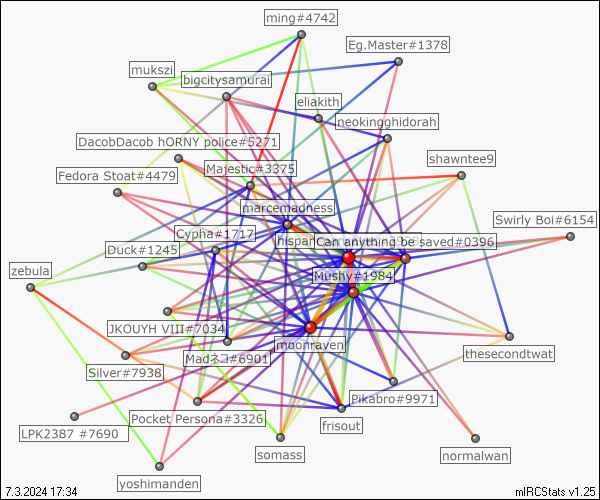 ming#4742
Eg.Master#1378
mukszi
bigcitysamurai
eliakith
neokingghidorah
DacobDacob hORNY police#5271
shawntee9
Majestic#3375
Fedora Stoat#4479
marcemadness
Swirly Boi#6154
Cypha#1717
hispa
Can anything be saved#0396
Duck#1245
zebula
Mushy#1984
JKOUYH VIII#7034
moonraven
thesecondtwat
Madネコ#6901
Silver#7938
Pikabro#9971
Pocket Persona#3326
frisout
LPK2387 #7690
somass
normalwan
yoshimanden
7.3.2024 17:34
mIRCStats v1.25